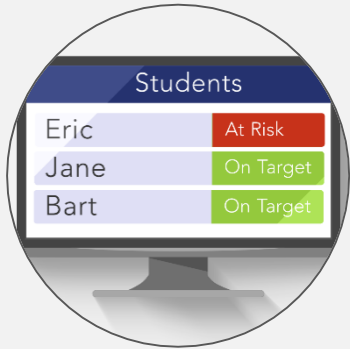 Students
Eric At Risk
Jane On Target
Bart On Target